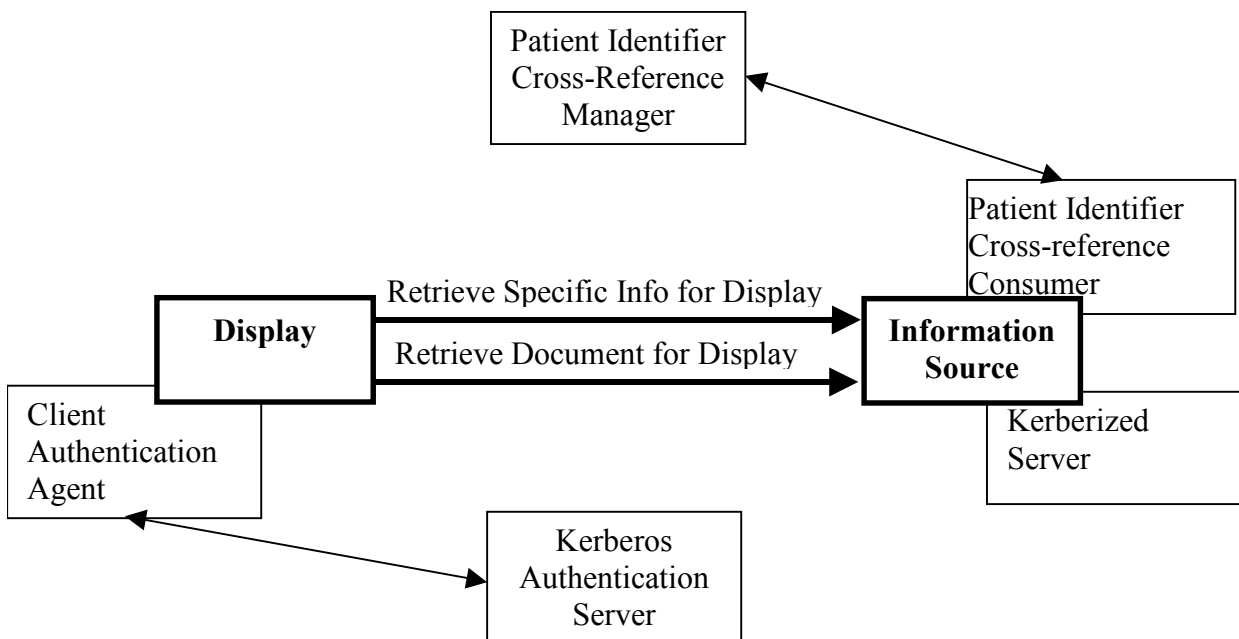 Patient Identifier
Cross-Reference
Manager
Patient Identifier
Cross-reference
Consumer
Retrieve Specific Info for Display
Display
Information
Source
Retrieve Document for Display
Client
Authentication
Agent
Kerberized
Server
Kerberos
Authentication
Server